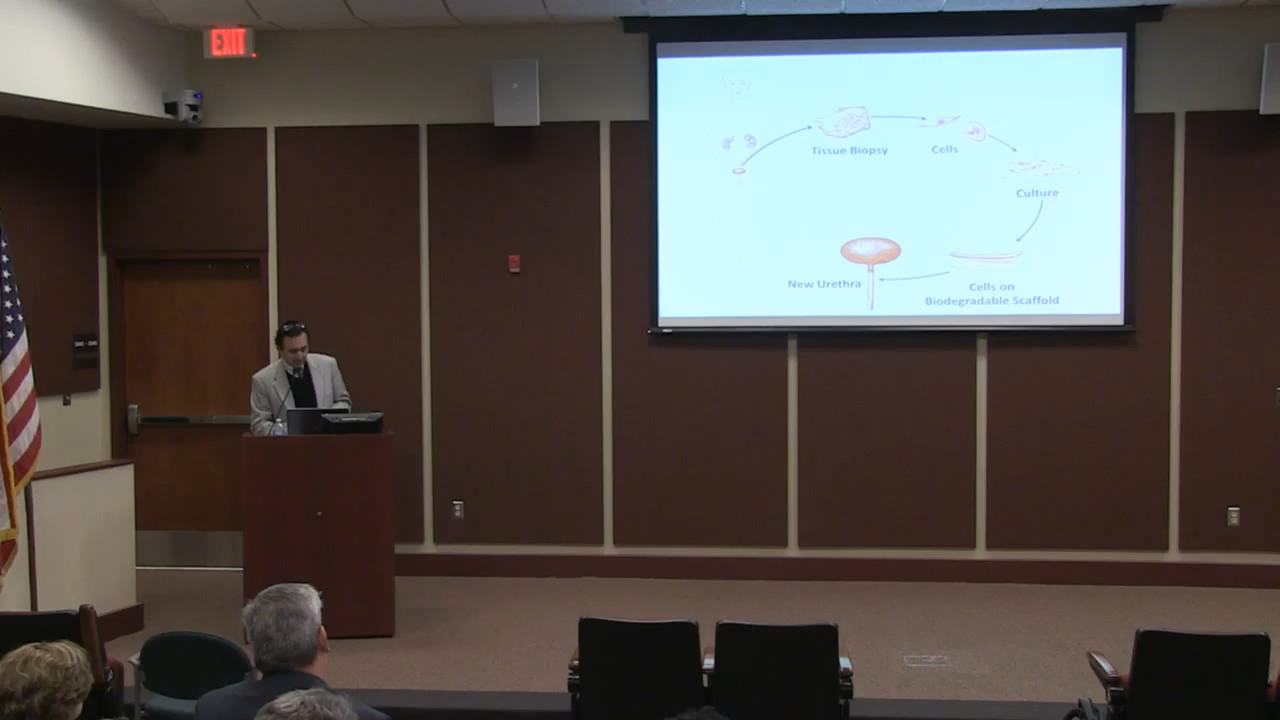 EXIT
Tissue Biopsy
Cells
Culture
New Urethra
Cells on
Biodegradable Scaffold